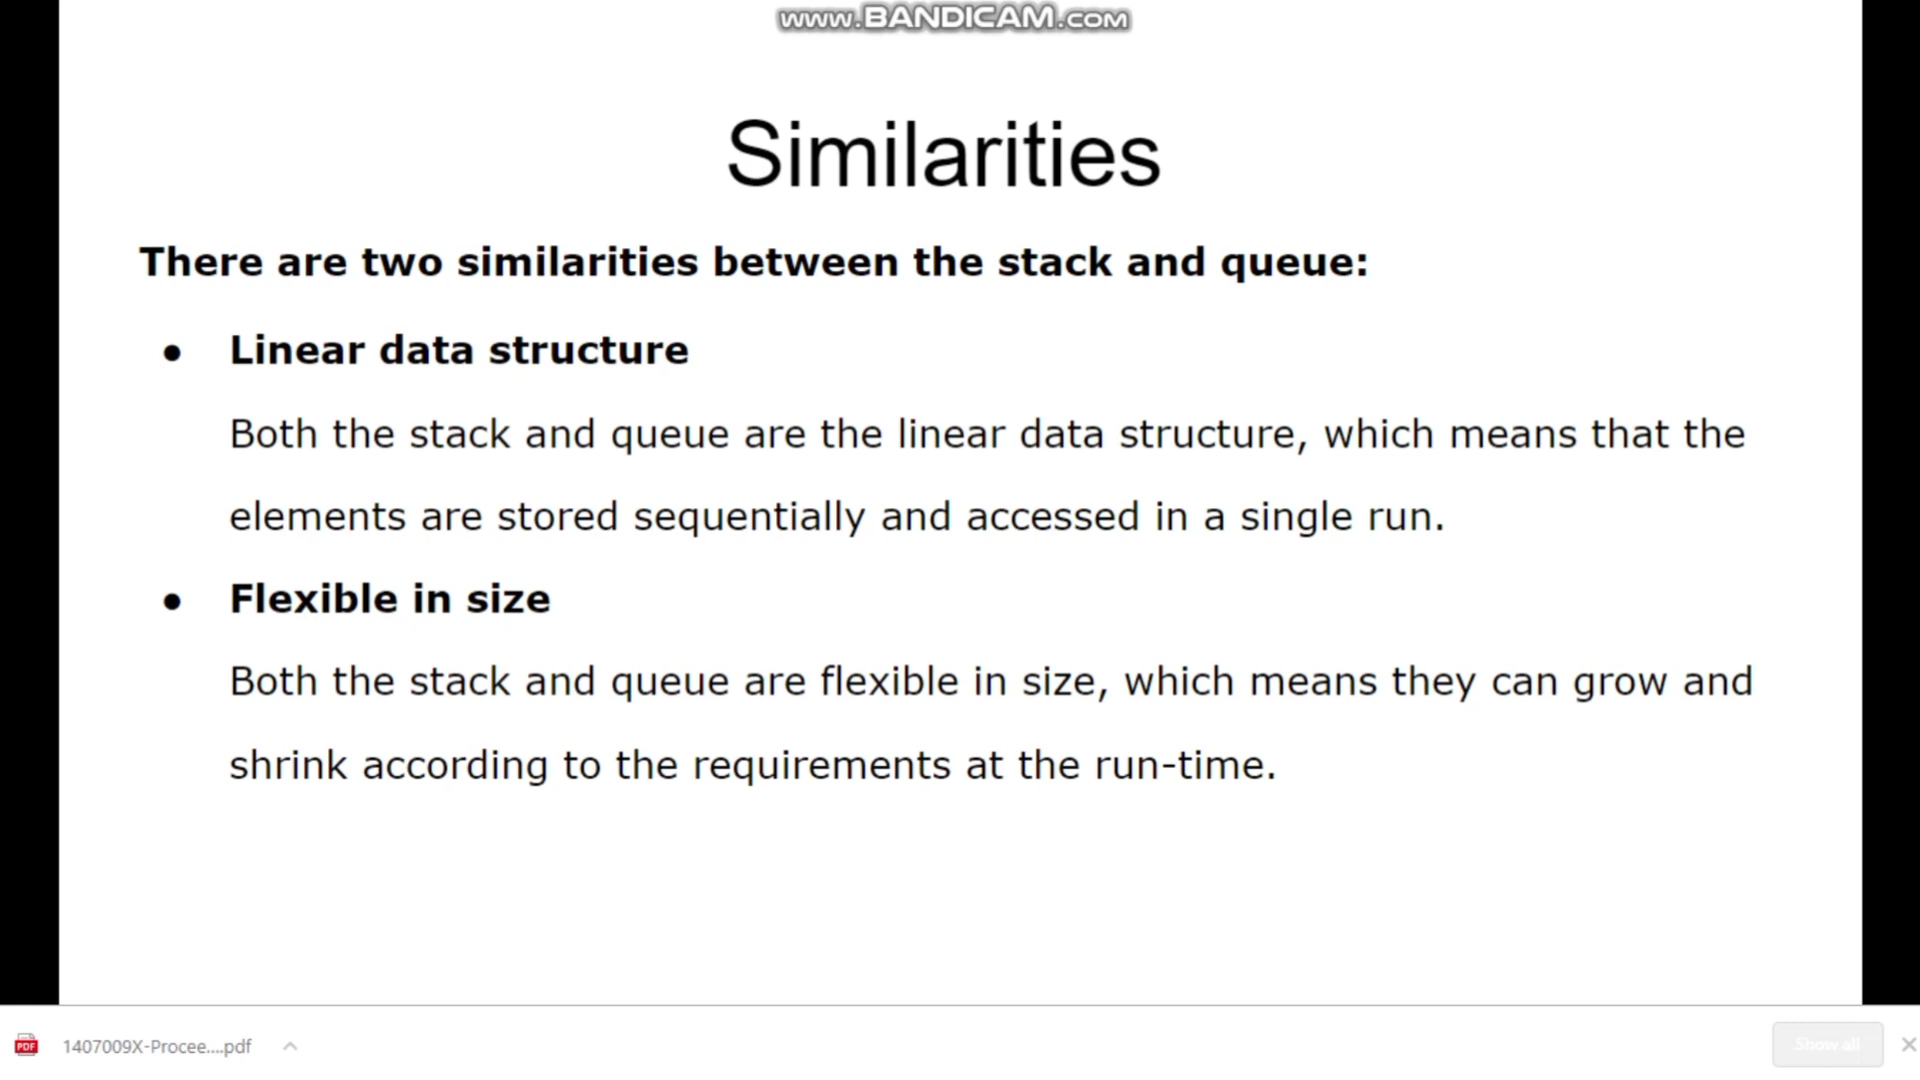 www.BANDICAM.com
Similarities
There are two similarities between the stack and queue:
● Linear data structure
Both the stack and queue are the linear data structure, which means that the
elements are stored sequentially and accessed in a single run.
● Flexible in size
Both the stack and queue are flexible in size, which means they can grow and
shrink according to the requirements at the run-time.
PDF 1407009X-Procee....pdf
Show all